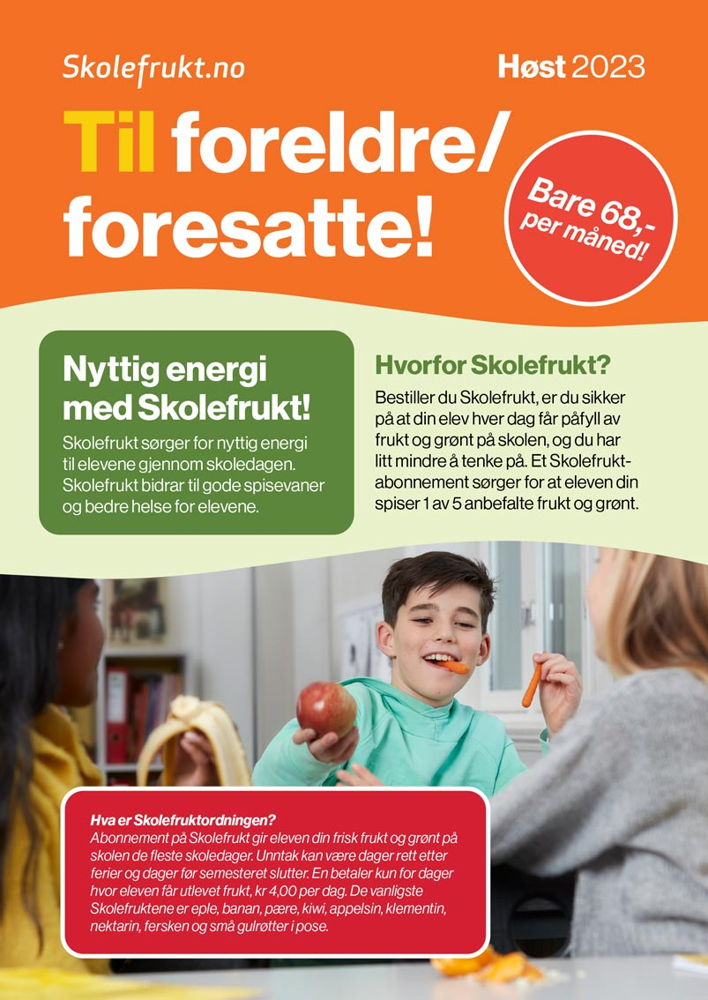 Skolefrukt.no
Høst 2023
Til foreldre/
foresatte!
Bare 68,-
per måned!
Nyttig energi
med Skolefrukt!
Skolefrukt sørger for nyttig energi
til elevene gjennom skoledagen.
Skolefrukt bidrar til gode spisevaner
og bedre helse for elevene.
Hvorfor Skolefrukt?
Bestiller du Skolefrukt, er du sikker
på at din elev hver dag får påfyll av
frukt og grønt på skolen, og du har
litt mindre å tenke på. Et Skolefrukt-
abonnement sørger for at eleven din
spiser 1 av 5 anbefalte frukt og grønt.
Hva er Skolefruktordningen?
Abonnement på Skolefrukt gir eleven din frisk frukt og grønt på
skolen de fleste skoledager. Unntak kan være dager rett etter
ferier og dager før semesteret slutter. En betaler kun for dager
hvor eleven får utlevet frukt, kr 4,00 per dag. De vanligste
Skolefruktene er eple, banan, pære, kiwi, appelsin, klementin,
nektarin, fersken og små gulrøtter i pose.